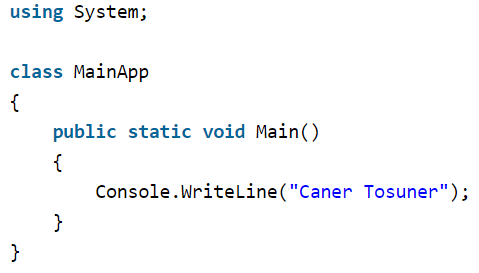 using System;

class MainApp
{
    public static void Main()
    {
        Console.WriteLine("Caner Tosuner");
    }
}